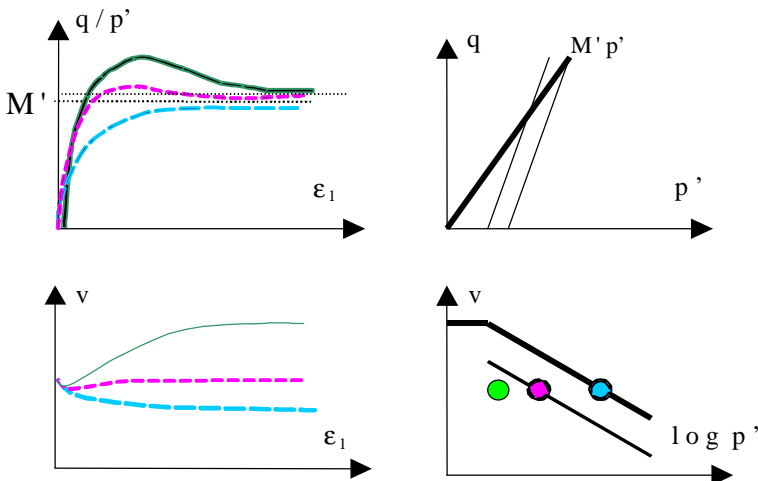 q / p’
M '
ε1
q
M ' p’
p ’
v
ε1
v
log p’